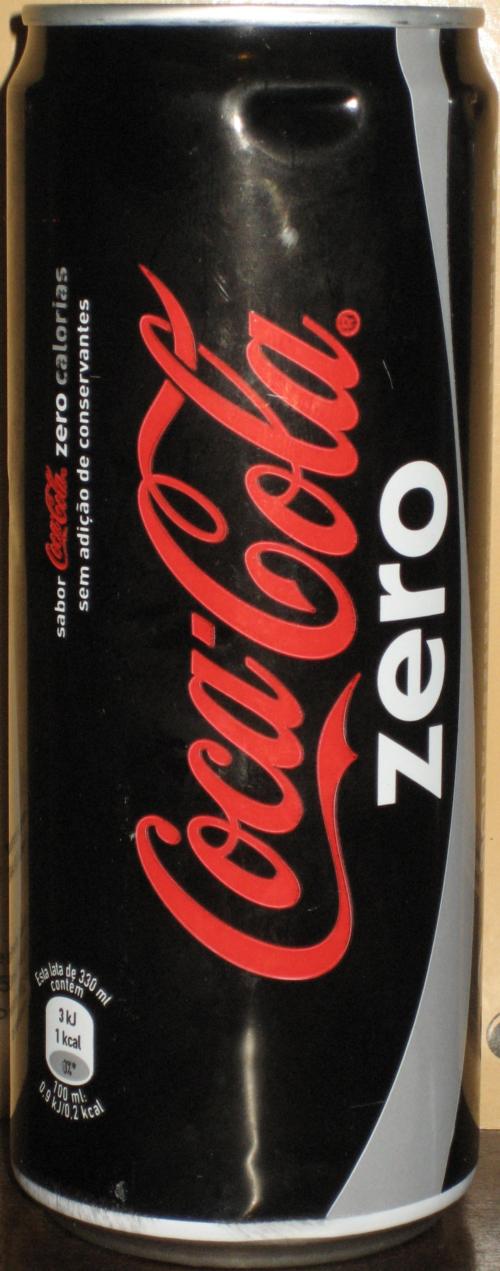 sabor Coca-Cola zero calorias
sem adição de conservantes
Coca-Cola®
zero
Esta lata de 330 ml
contém
3 kJ
1 kcal
100 ml:
0.9 kJ/0.2 kcal